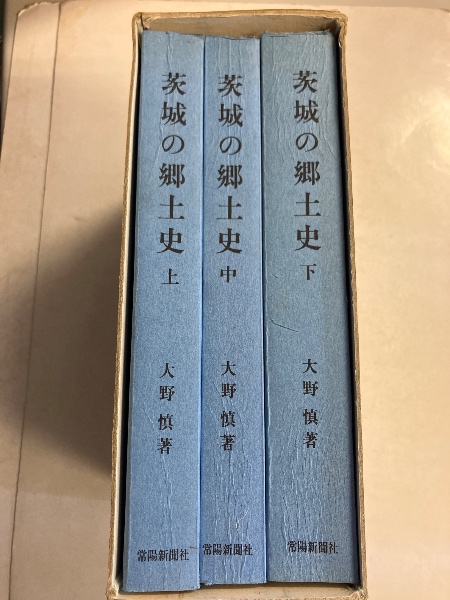 茨城の郷土史 上
大野慎著
常陽新聞社
茨城の郷土史 中
大野慎著
常陽新聞社
茨城の郷土史 下
大野慎著
常陽新聞社